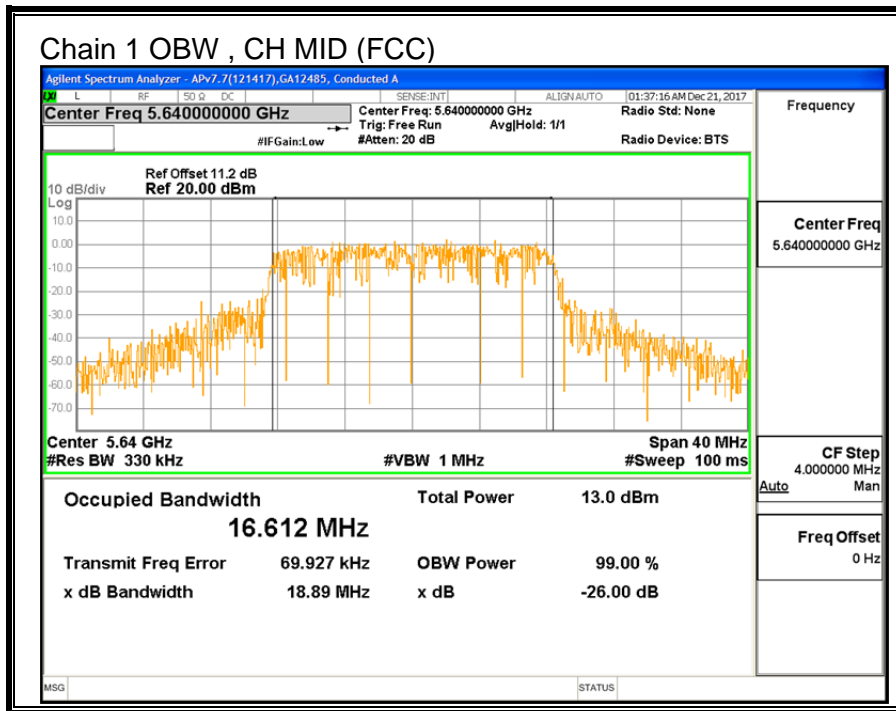 Chain 1 OBW , CH MID (FCC)
Agilent Spectrum Analyzer - APv7.7(121417),GA12485, Conducted A
LXI L RF 50 Ω DC SENSE:INT ALIGN AUTO 01:37:16 AM Dec 21, 2017
Center Freq 5.640000000 GHz
Center Freq: 5.640000000 GHz
Radio Std: None
Trig: Free Run Avg|Hold: 1/1
#IFGain:Low
#Atten: 20 dB
Radio Device: BTS
Ref Offset 11.2 dB
10 dB/div Ref 20.00 dBm
Log
10.0
0.00
-10.0
-20.0
-30.0
-40.0
-50.0
-60.0
-70.0
Center 5.64 GHz Span 40 MHz
#Res BW 330 kHz #VBW 1 MHz #Sweep 100 ms
Occupied Bandwidth Total Power 13.0 dBm
16.612 MHz
Transmit Freq Error 69.927 kHz OBW Power 99.00 %
x dB Bandwidth 18.89 MHz x dB -26.00 dB
Frequency
Center Freq
5.640000000 GHz
CF Step
4.000000 MHz
Auto Man
Freq Offset
0 Hz
MSG STATUS